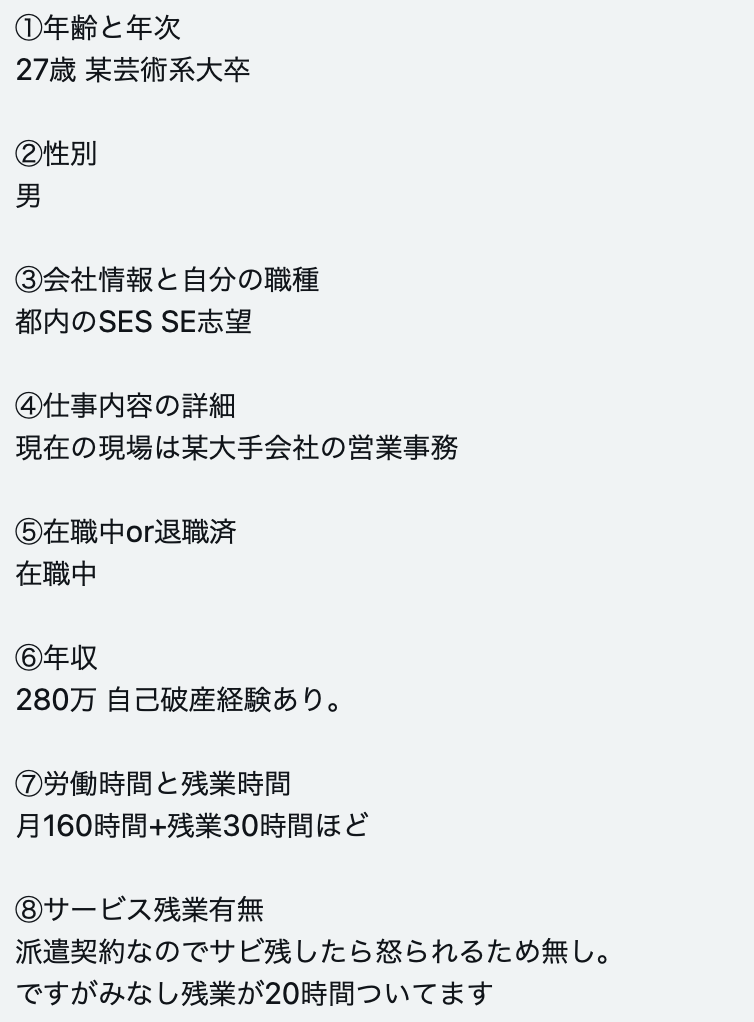 ①年齢と年次
27歳 某芸術系大卒
②性別
男
③会社情報と自分の職種
都内のSES SE志望
④仕事内容の詳細
現在の現場は某大手会社の営業事務
⑤在職中or退職済
在職中
⑥年収
280万 自己破産経験あり。
⑦労働時間と残業時間
月160時間+残業30時間ほど
⑧サービス残業有無
派遣契約なのでサビ残したら怒られるため無し。
ですがみなし残業が20時間ついてます